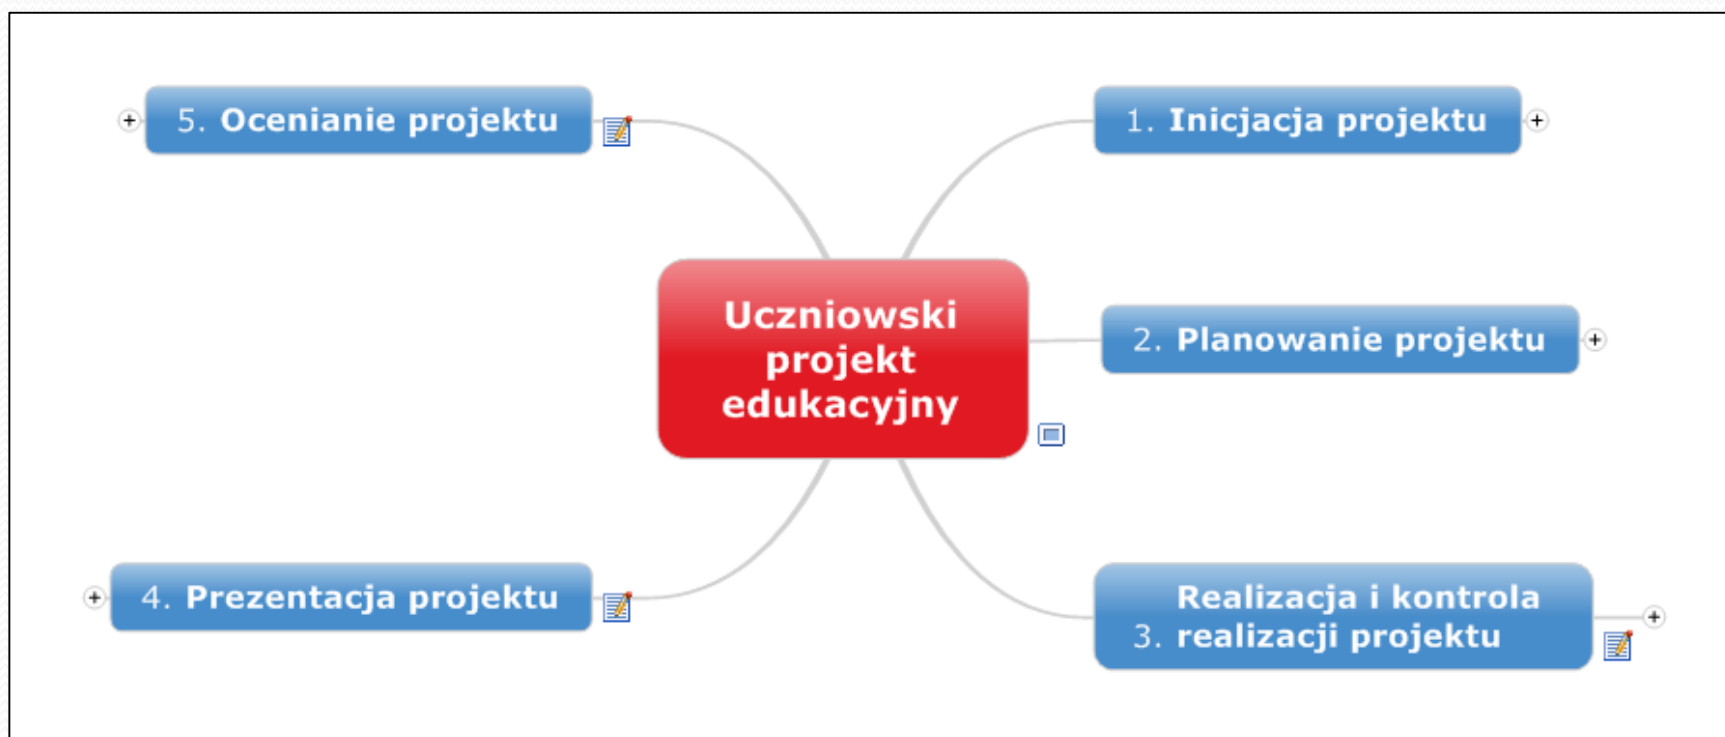 Uczniowski
projekt
edukacyjny
1. Inicjacja projektu
2. Planowanie projektu
Realizacja i kontrola
3. realizacji projektu
4. Prezentacja projektu
5. Ocenianie projektu